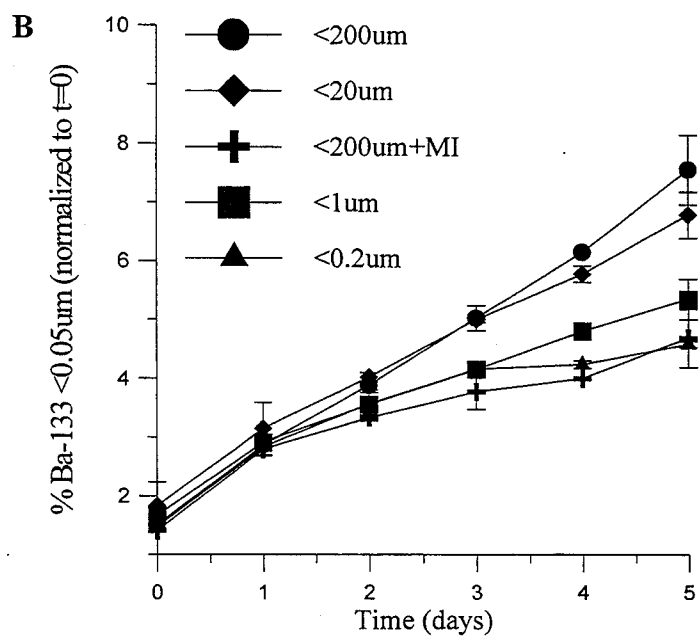 B
% Ba-133 <0.05um (normalized to t=0)
10
8
6
4
2
<200um
<20um
<200um+MI
<1um
<0.2um
0 1 2 3 4 5
Time (days)